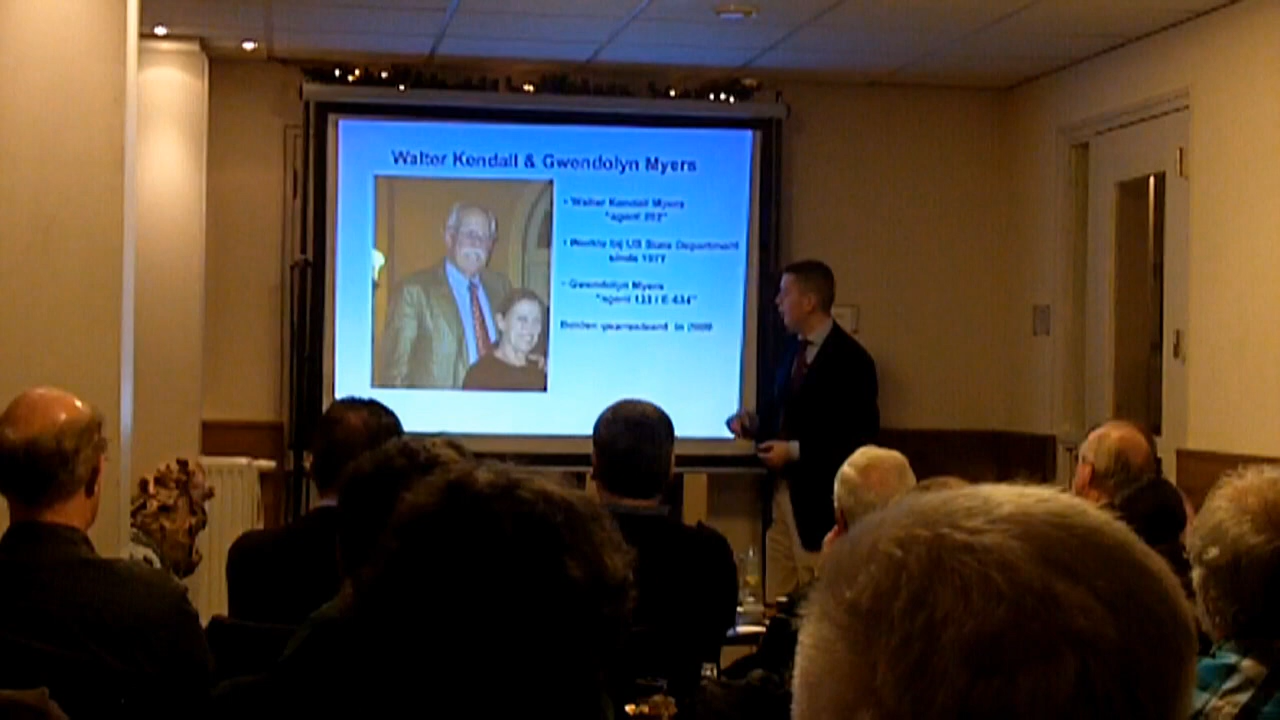 Walter Kendall & Gwendolyn Myers
- Walter Kendall Myers
"agent 202"
- Werkte bij US State Department
sinds 1977
- Gwendolyn Myers
"agent 123 / E-634"
Beiden gearresteerd in 2009